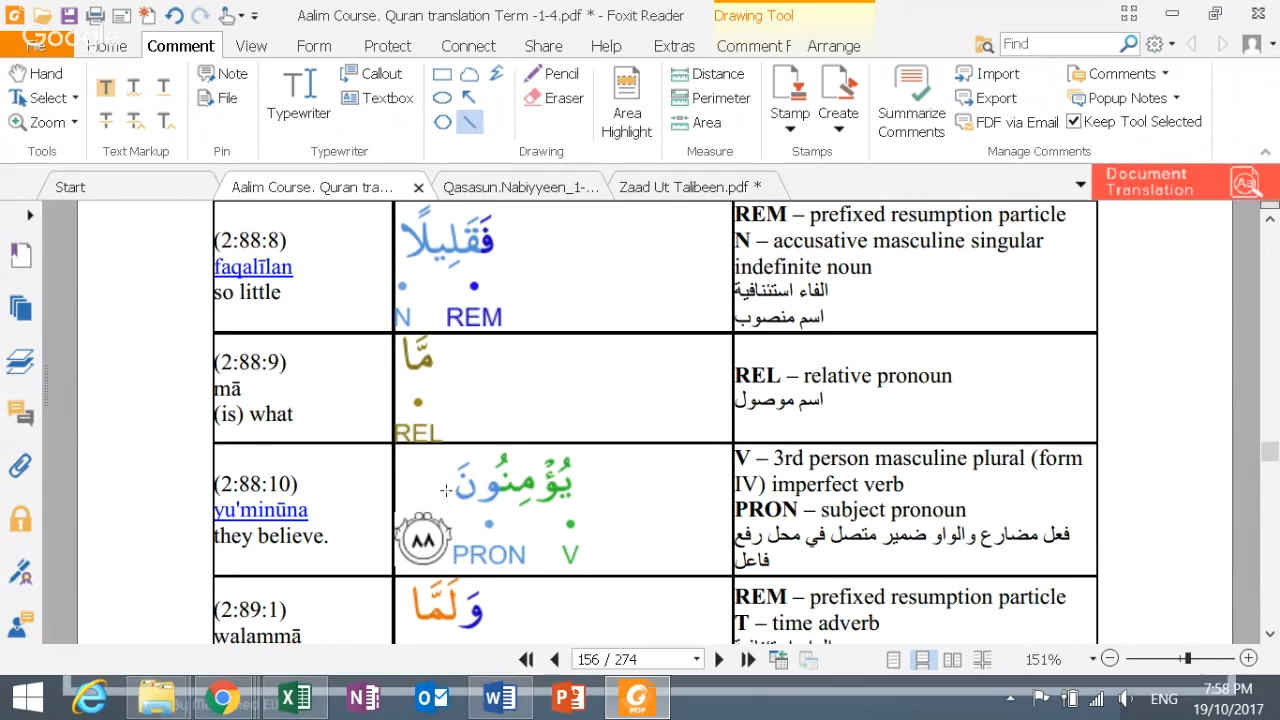 Aalim Course. Quran translation Term -1-4.pdf * - Foxit Reader
Drawing Tool
Google
Home Comment View Form Protect Connect Share Help Extras Comment F Arrange Find
Hand
Select
Zoom
Tools
Text Markup
Note
File
Pin
Typewriter
Callout
Textbox
Typewriter
Pencil
Eraser
Drawing
Area
Highlight
Distance
Perimeter
Area
Measure
Stamp
Create
Stamps
Summarize
Comments
Import
Export
FDF via Email
Comments
Popup Notes
Keep Tool Selected
Manage Comments
Start
Aalim Course. Quran tra...
Qasasun.Nabiyyeen_1-...
Zaad Ut Talibeen.pdf *
Document
Translation
(2:88:8)
faqalīlan
so little
فَقَلِيلًا
N REM
REM – prefixed resumption particle
N – accusative masculine singular
indefinite noun
الفاء استئنافية
اسم منصوب
(2:88:9)
mā
(is) what
مَّا
REL
REL – relative pronoun
اسم موصول
(2:88:10)
yu'minūna
they believe.
يُؤْمِنُونَ
٨٨
PRON V
V – 3rd person masculine plural (form
IV) imperfect verb
PRON – subject pronoun
فعل مضارع والواو ضمير متصل في محل رفع
فاعل
(2:89:1)
walammā
وَلَمَّا
REM – prefixed resumption particle
T – time adverb
156 / 274
151%
ENG
7:58 PM
19/10/2017